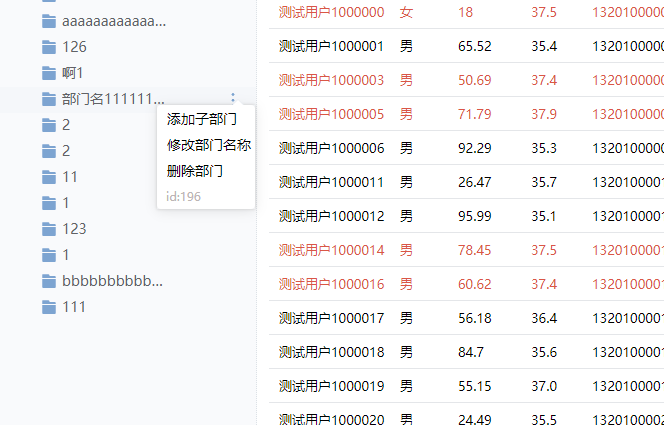 aaaaaaaaaaaaa...
126
啊1
部门名111111...
2
2
11
1
123
1
bbbbbbbbbb...
111
添加子部门
修改部门名称
删除部门
id:196
测试用户1000000 女 18 37.5 1320100000
测试用户1000001 男 65.52 35.4 1320100000
测试用户1000003 男 50.69 37.4 1320100000
测试用户1000005 男 71.79 37.9 1320100000
测试用户1000006 男 92.29 35.3 1320100000
测试用户1000011 男 26.47 35.7 1320100001
测试用户1000012 男 95.99 35.1 1320100001
测试用户1000014 男 78.45 37.5 1320100001
测试用户1000016 男 60.62 37.4 1320100001
测试用户1000017 男 56.18 36.4 1320100001
测试用户1000018 男 84.7 35.6 1320100001
测试用户1000019 男 55.15 37.0 1320100001
测试用户1000020 男 24.49 35.5 1320100002